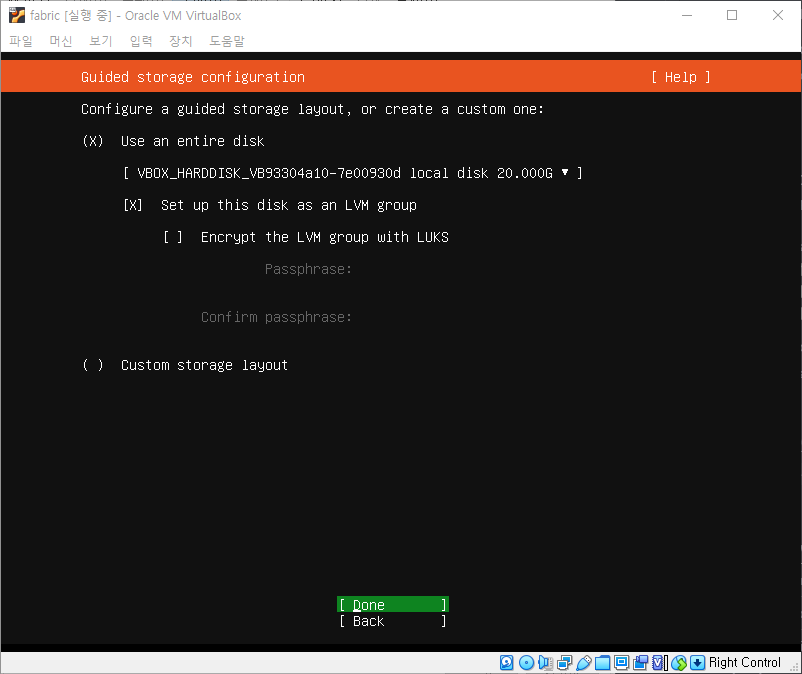 fabric [실행 중] - Oracle VM VirtualBox
파일 머신 보기 입력 장치 도움말
Guided storage configuration [ Help ]
Configure a guided storage layout, or create a custom one:
(X) Use an entire disk
[ VBOX_HARDDISK_VB93304a10-7e00930d local disk 20.000G ▼ ]
[X] Set up this disk as an LVM group
[ ] Encrypt the LVM group with LUKS
Passphrase:
Confirm passphrase:
( ) Custom storage layout
[ Done ]
[ Back ]
Right Control